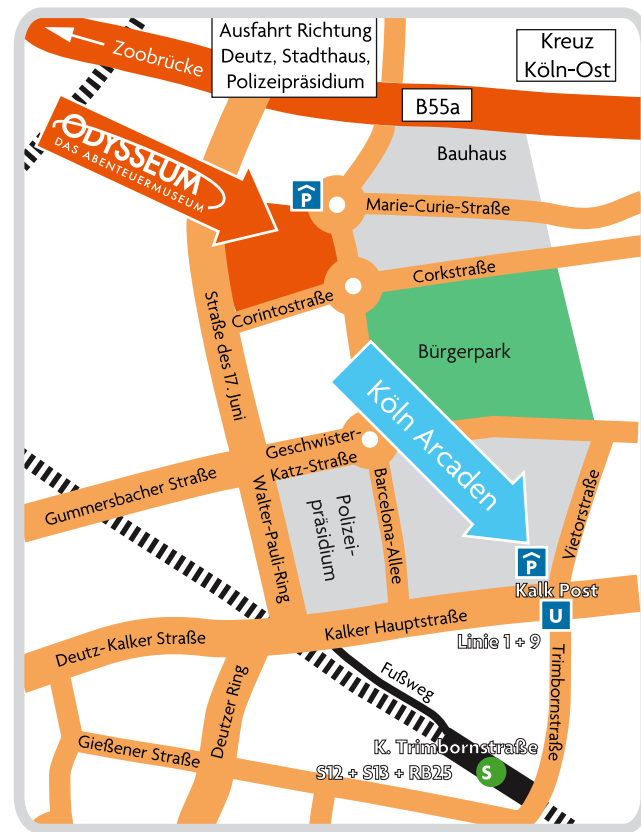 Ausfahrt Richtung
Deutz, Stadthaus,
Polizeipräsidium
Kreuz
Köln-Ost
Zoobrücke
B55a
ODYSSEUM
DAS ABENTEUERMUSEUM
Bauhaus
P
Marie-Curie-Straße
Corkstraße
Corintostraße
Straße des 17. Juni
Bürgerpark
Köln Arcaden
Geschwister-
Katz-Straße
Gummersbacher Straße
Walter-Pauli-Ring
Polizei-
präsidium
Barcelona-Allee
Vietorstraße
P
Kalk Post
U
Linie 1 + 9
Kalker Hauptstraße
Deutz-Kalker Straße
Trimbornstraße
Fußweg
Deutzer Ring
Gießener Straße
K. Trimbornstraße
S12 + S13 + RB25
S